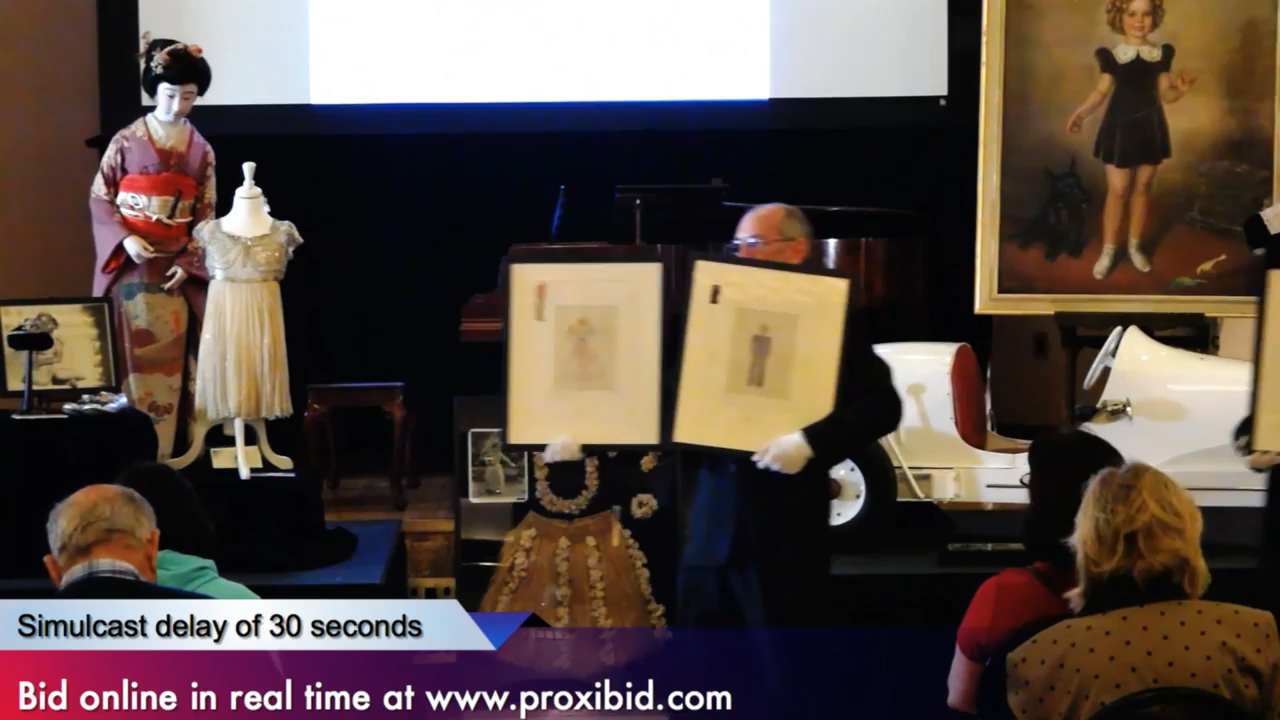 Simulcast delay of 30 seconds
Bid online in real time at www.proxibid.com